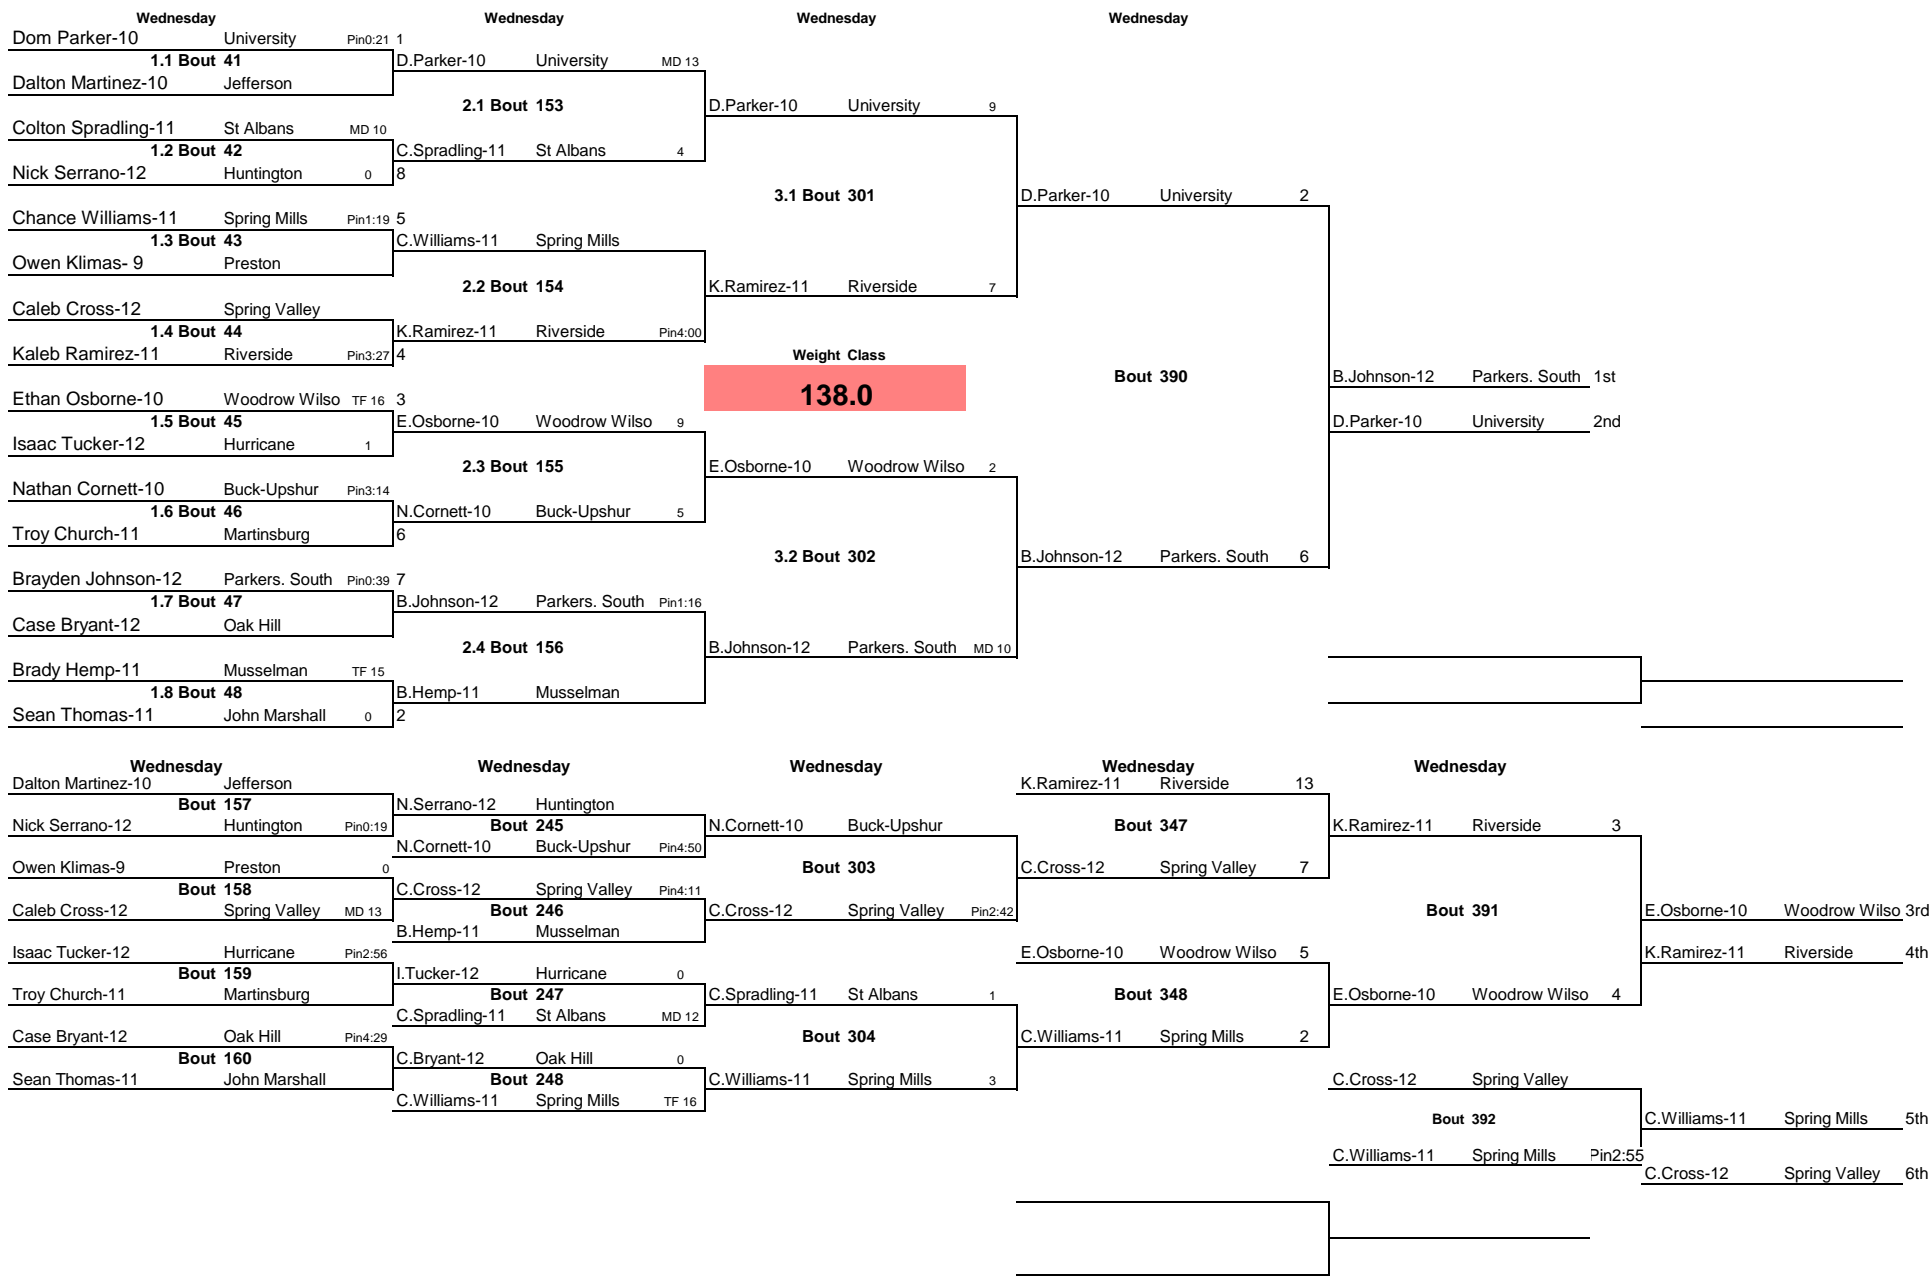 Wednesday Wednesday Wednesday Wednesday
Dom Parker-10 University Pin0:21 1
1.1 Bout 41 D.Parker-10 University MD 13
Dalton Martinez-10 Jefferson
2.1 Bout 153 D.Parker-10 University 9
Colton Spradling-11 St Albans MD 10
1.2 Bout 42 C.Spradling-11 St Albans 4
Nick Serrano-12 Huntington 0 8
3.1 Bout 301 D.Parker-10 University 2
Chance Williams-11 Spring Mills Pin1:19 5
1.3 Bout 43 C.Williams-11 Spring Mills
Owen Klimas- 9 Preston
2.2 Bout 154 K.Ramirez-11 Riverside 7
Caleb Cross-12 Spring Valley
1.4 Bout 44 K.Ramirez-11 Riverside Pin4:00
Kaleb Ramirez-11 Riverside Pin3:27 4 Weight Class
Bout 390 B.Johnson-12 Parkers. South 1st
Ethan Osborne-10 Woodrow Wilso TF 16 3 138.0
1.5 Bout 45 E.Osborne-10 Woodrow Wilso 9 D.Parker-10 University 2nd
Isaac Tucker-12 Hurricane 1
2.3 Bout 155 E.Osborne-10 Woodrow Wilso 2
Nathan Cornett-10 Buck-Upshur Pin3:14
1.6 Bout 46 N.Cornett-10 Buck-Upshur 5
Troy Church-11 Martinsburg 6
3.2 Bout 302 B.Johnson-12 Parkers. South 6
Brayden Johnson-12 Parkers. South Pin0:39 7
1.7 Bout 47 B.Johnson-12 Parkers. South Pin1:16
Case Bryant-12 Oak Hill
2.4 Bout 156 B.Johnson-12 Parkers. South MD 10
Brady Hemp-11 Musselman TF 15
1.8 Bout 48 B.Hemp-11 Musselman
Sean Thomas-11 John Marshall 0 2
Wednesday Wednesday Wednesday Wednesday Wednesday
Dalton Martinez-10 Jefferson K.Ramirez-11 Riverside 13
Bout 157 N.Serrano-12 Huntington
Nick Serrano-12 Huntington Pin0:19 Bout 245 N.Cornett-10 Buck-Upshur Bout 347 K.Ramirez-11 Riverside 3
N.Cornett-10 Buck-Upshur Pin4:50
Owen Klimas-9 Preston 0 Bout 303 C.Cross-12 Spring Valley 7
Bout 158 C.Cross-12 Spring Valley Pin4:11
Caleb Cross-12 Spring Valley MD 13 Bout 246 C.Cross-12 Spring Valley Pin2:42 Bout 391 E.Osborne-10 Woodrow Wilso 3rd
B.Hemp-11 Musselman
Isaac Tucker-12 Hurricane Pin2:56 E.Osborne-10 Woodrow Wilso 5 K.Ramirez-11 Riverside 4th
Bout 159 I.Tucker-12 Hurricane 0
Troy Church-11 Martinsburg Bout 247 C.Spradling-11 St Albans 1 Bout 348 E.Osborne-10 Woodrow Wilso 4
C.Spradling-11 St Albans MD 12
Case Bryant-12 Oak Hill Pin4:29 Bout 304 C.Williams-11 Spring Mills 2
Bout 160 C.Bryant-12 Oak Hill 0
Sean Thomas-11 John Marshall Bout 248 C.Williams-11 Spring Mills 3 C.Cross-12 Spring Valley
C.Williams-11 Spring Mills TF 16
Bout 392 C.Williams-11 Spring Mills 5th
C.Williams-11 Spring Mills Pin2:55
C.Cross-12 Spring Valley 6th